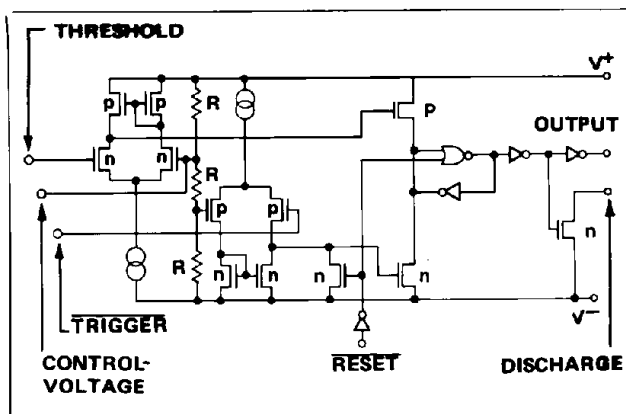 THRESHOLD
V+
p p R P
OUTPUT
n n
R
p p
R n n n n n
TRIGGER
V−
CONTROL-
VOLTAGE
RESET
DISCHARGE